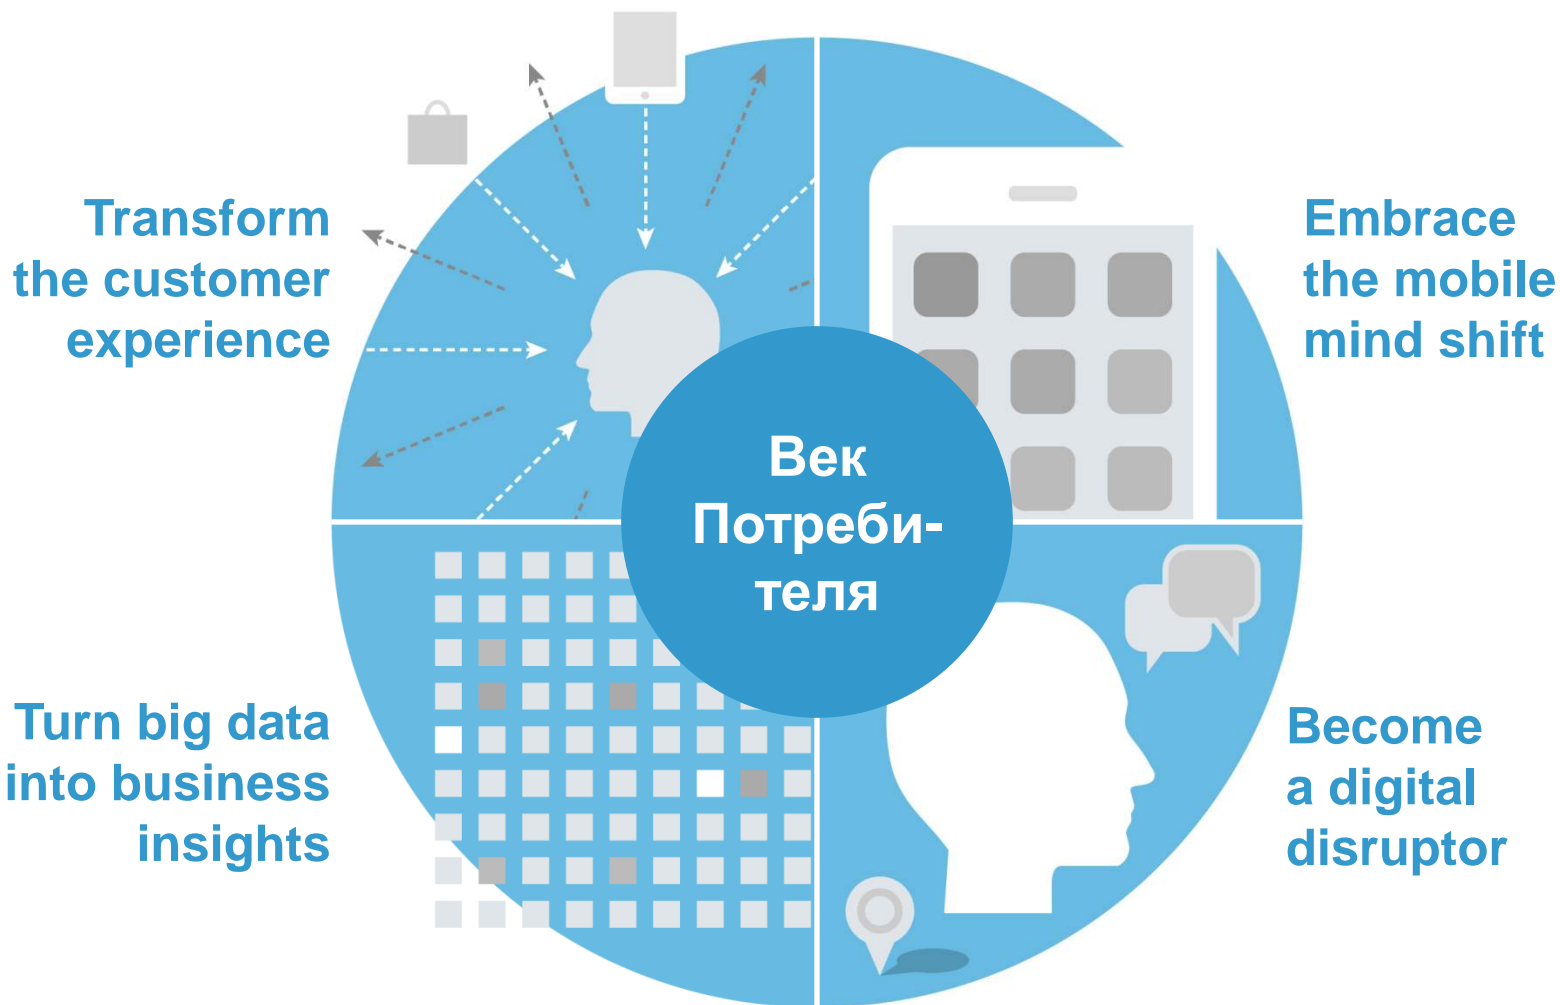 Transform
the customer
experience
Embrace
the mobile
mind shift
Век
Потреби-
теля
Turn big data
into business
insights
Become
a digital
disruptor